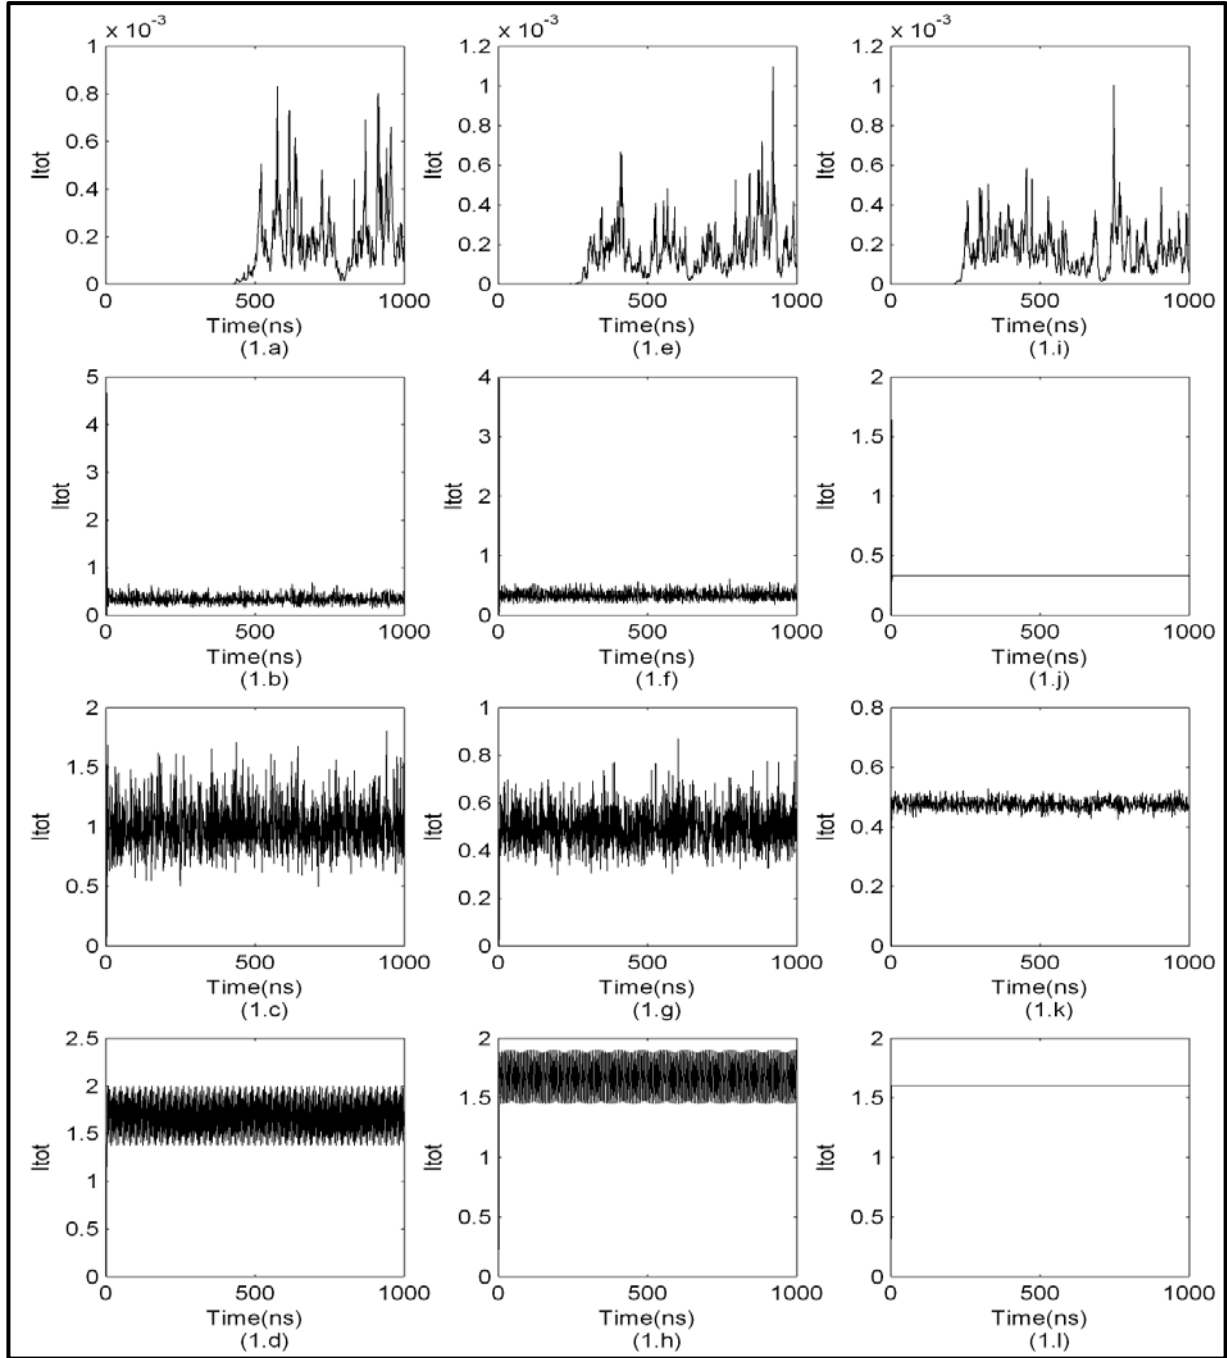 × 10⁻³
1
0.8
0.6
0.4
0.2
0
Itot
0 500 1000
Time(ns)
(1.a)
× 10⁻³
1.2
1
0.8
0.6
0.4
0.2
0
Itot
0 500 1000
Time(ns)
(1.e)
× 10⁻³
1.2
1
0.8
0.6
0.4
0.2
0
Itot
0 500 1000
Time(ns)
(1.i)
5
4
3
2
1
0
Itot
0 500 1000
Time(ns)
(1.b)
4
3
2
1
0
Itot
0 500 1000
Time(ns)
(1.f)
2
1.5
1
0.5
0
Itot
0 500 1000
Time(ns)
(1.j)
2
1.5
1
0.5
0
Itot
0 500 1000
Time(ns)
(1.c)
1
0.8
0.6
0.4
0.2
0
Itot
0 500 1000
Time(ns)
(1.g)
0.8
0.6
0.4
0.2
0
Itot
0 500 1000
Time(ns)
(1.k)
2.5
2
1.5
1
0.5
0
Itot
0 500 1000
Time(ns)
(1.d)
2
1.5
1
0.5
0
Itot
0 500 1000
Time(ns)
(1.h)
2
1.5
1
0.5
0
Itot
0 500 1000
Time(ns)
(1.l)